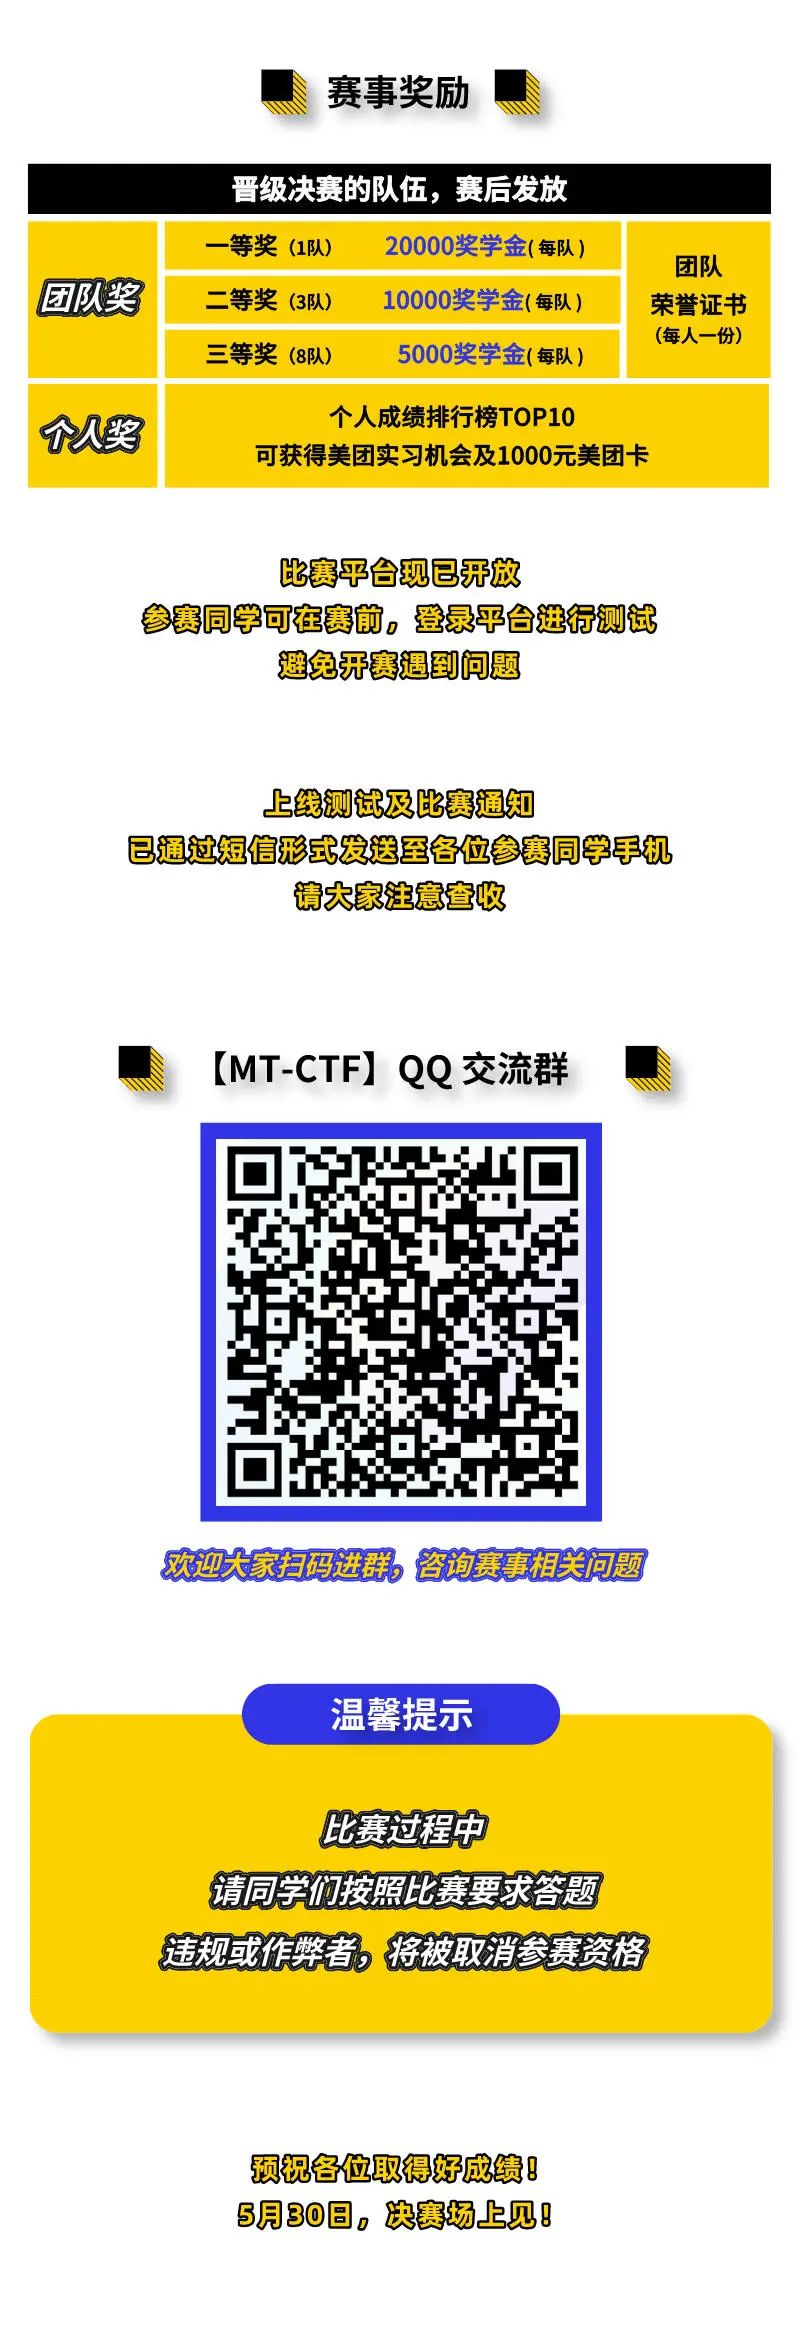 赛事奖励
晋级决赛的队伍，赛后发放
团队奖
一等奖（1队） 20000奖学金( 每队 )
二等奖（3队） 10000奖学金( 每队 )
三等奖（8队） 5000奖学金( 每队 )
团队
荣誉证书
（每人一份）
个人奖
个人成绩排行榜TOP10
可获得美团实习机会及1000元美团卡
比赛平台现已开放
参赛同学可在赛前，登录平台进行测试
避免开赛遇到问题
上线测试及比赛通知
已通过短信形式发送至各位参赛同学手机
请大家注意查收
【MT-CTF】QQ 交流群
欢迎大家扫码进群，咨询赛事相关问题
温馨提示
比赛过程中
请同学们按照比赛要求答题
违规或作弊者，将被取消参赛资格
预祝各位取得好成绩！
5月30日，决赛场上见！